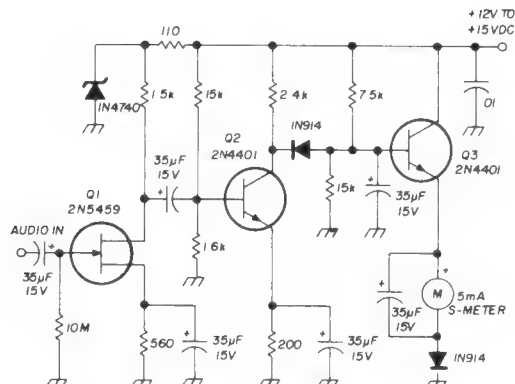 +12V TO
+15VDC
110
1N4740
1.5k
15k
2.4k
7.5k
.01
35µF
15V
Q2
2N4401
1N914
Q3
2N4401
Q1
2N5459
AUDIO IN
35µF
15V
15k
35µF
15V
1.6k
10M
560
35µF
15V
200
35µF
15V
35µF
15V
M
5mA
S-METER
1N914